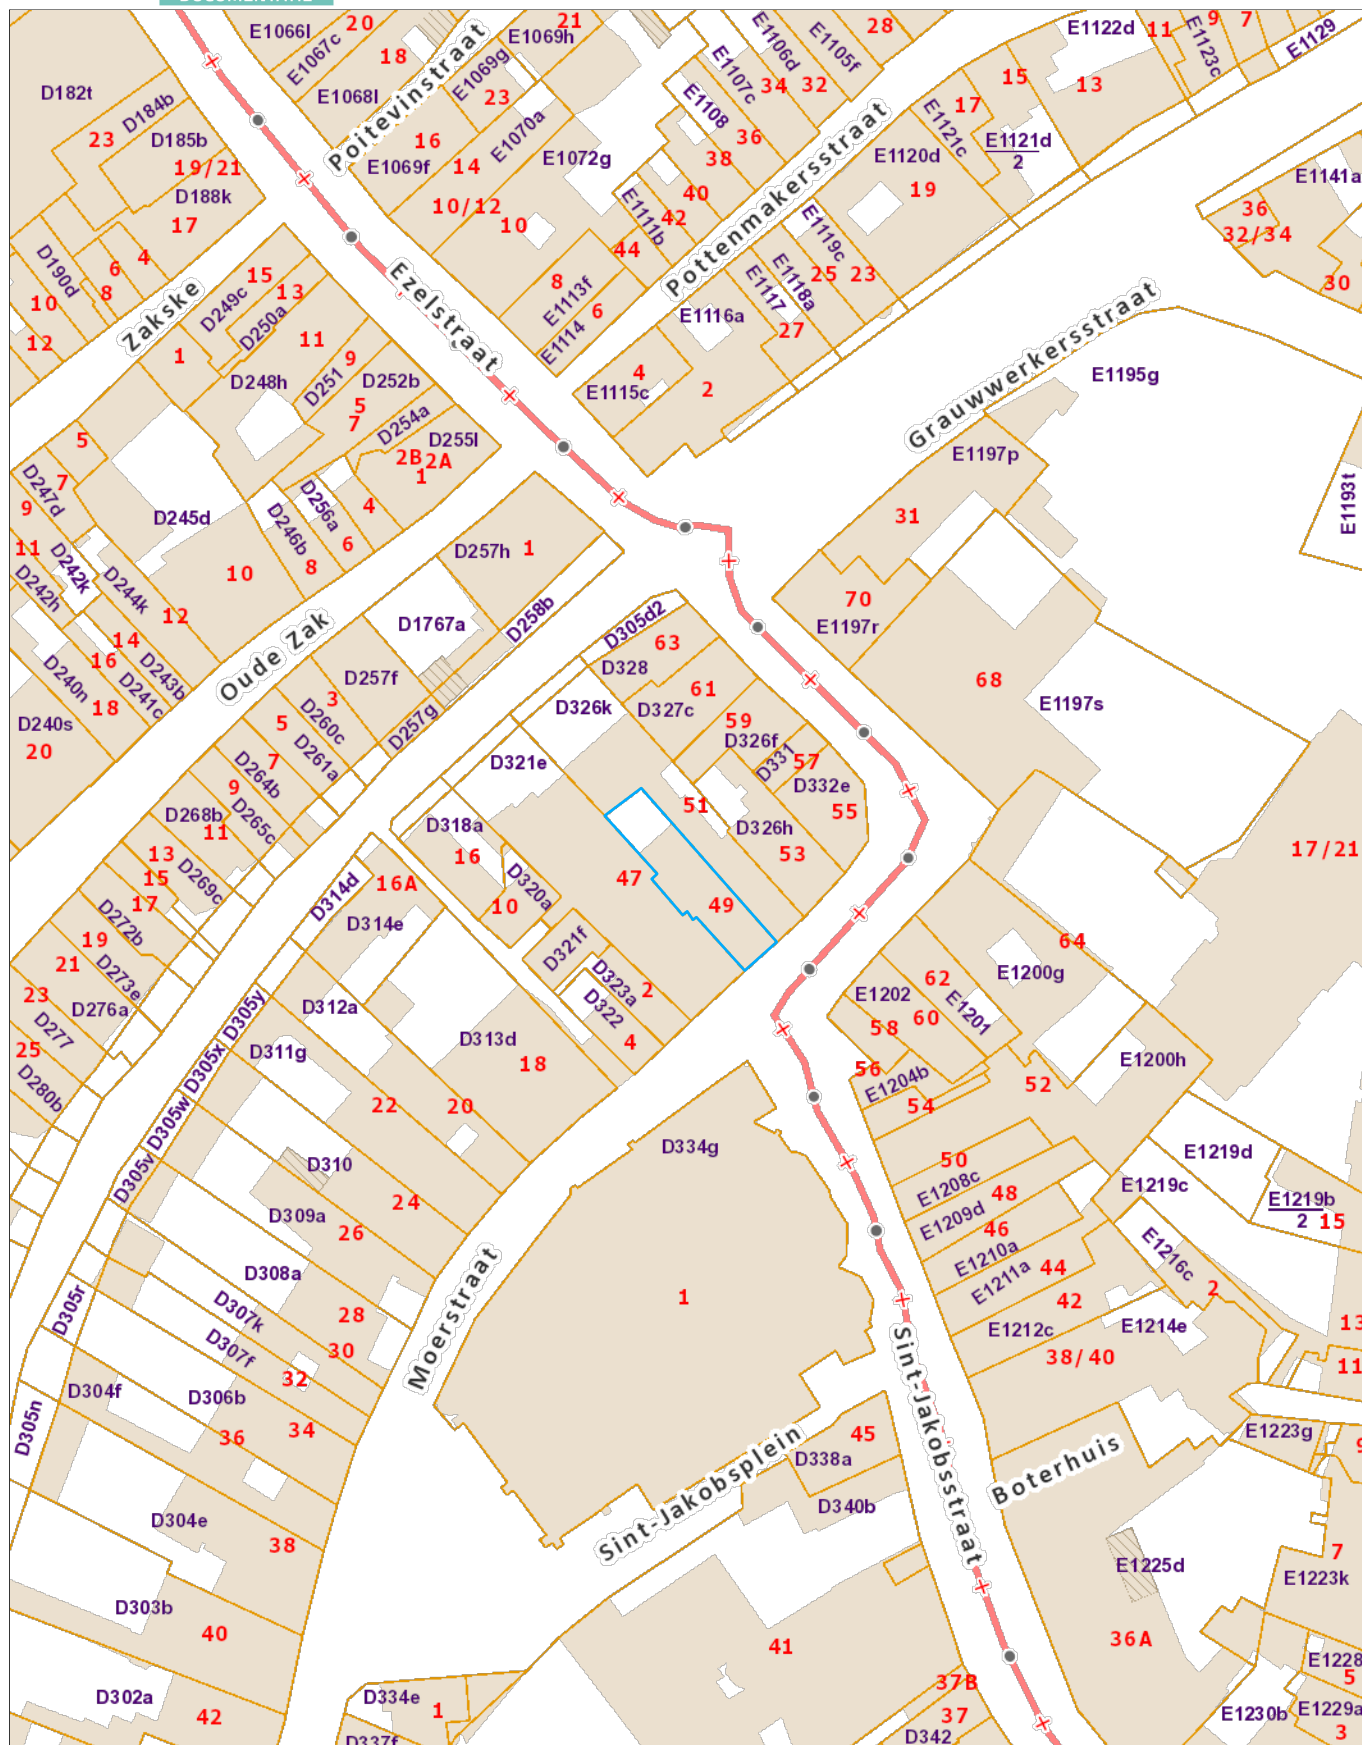 E1066l
20
21
28
E1122d
11
9
7
E1129
E1067c
18
Poitevinstraat
E1069h
E1106d
E1105f
E1123c
D182t
D184b
E1068l
E1069g
23
E1107c
34
32
15
13
23
D185b
16
E1070a
E1108
36
17
E1121c
E1121d
2
19/21
E1069f
14
E1072g
38
Pottenmakersstraat
E1120d
19
E1141a
D188k
17
10/12
10
40
42
E1111b
E1119c
36
32/34
D190d
6
4
8
44
25
23
30
10
12
Zakske
15
D249c
13
D250a
Ezelstraat
8
E1113f
6
E1114
E1117
E1118a
E1116a
27
Grauwwerkersstraat
1
11
9
D248h
D251
D252b
5
7
D254a
4
E1115c
2
E1195g
5
D255l
2B
2A
1
E1197p
D247d
7
9
D256a
4
E1193t
D245d
D246b
6
31
11
D242k
D244k
10
8
D257h
1
D242h
12
14
Oude Zak
D1767a
D258b
D305d2
70
E1197r
16
D243b
D240n
D241c
18
D257f
63
D328
68
D240s
20
3
D260c
5
D261a
D257g
D326k
D327c
61
59
D326f
E1197s
7
D264b
D321e
D331
57
D332e
9
D265c
D268b
11
D318a
51
55
D326h
17/21
13
15
D269c
16
53
17
D314d
16A
D320a
47
D272b
10
49
19
D314e
21
D273e
D321f
64
23
D276a
D323a
2
62
E1200g
D277
D305y
D312a
D322
E1202
60
E1201
25
D313d
58
D280b
D311g
4
18
56
E1204b
52
E1200h
D305x
22
20
54
D305w
D310
D334g
50
E1219d
D305v
24
E1208c
48
E1219c
E1219b
2
15
D309a
26
E1209d
46
E1216c
D308a
Moerstraat
E1210a
E1211a
44
2
D305r
D307k
28
1
42
13
D307f
30
E1212c
E1214e
32
Sint-Jakobsstraat
38/40
11
D304f
D306b
D305n
36
34
45
E1223g
9
Sint-Jakobsplein
D338a
Boterhuis
D304e
D340b
38
7
E1225d
E1223k
D303b
40
41
36A
E1228
5
D302a
D334e
1
37B
E1229a
42
37
E1230b
3
D337f
D342